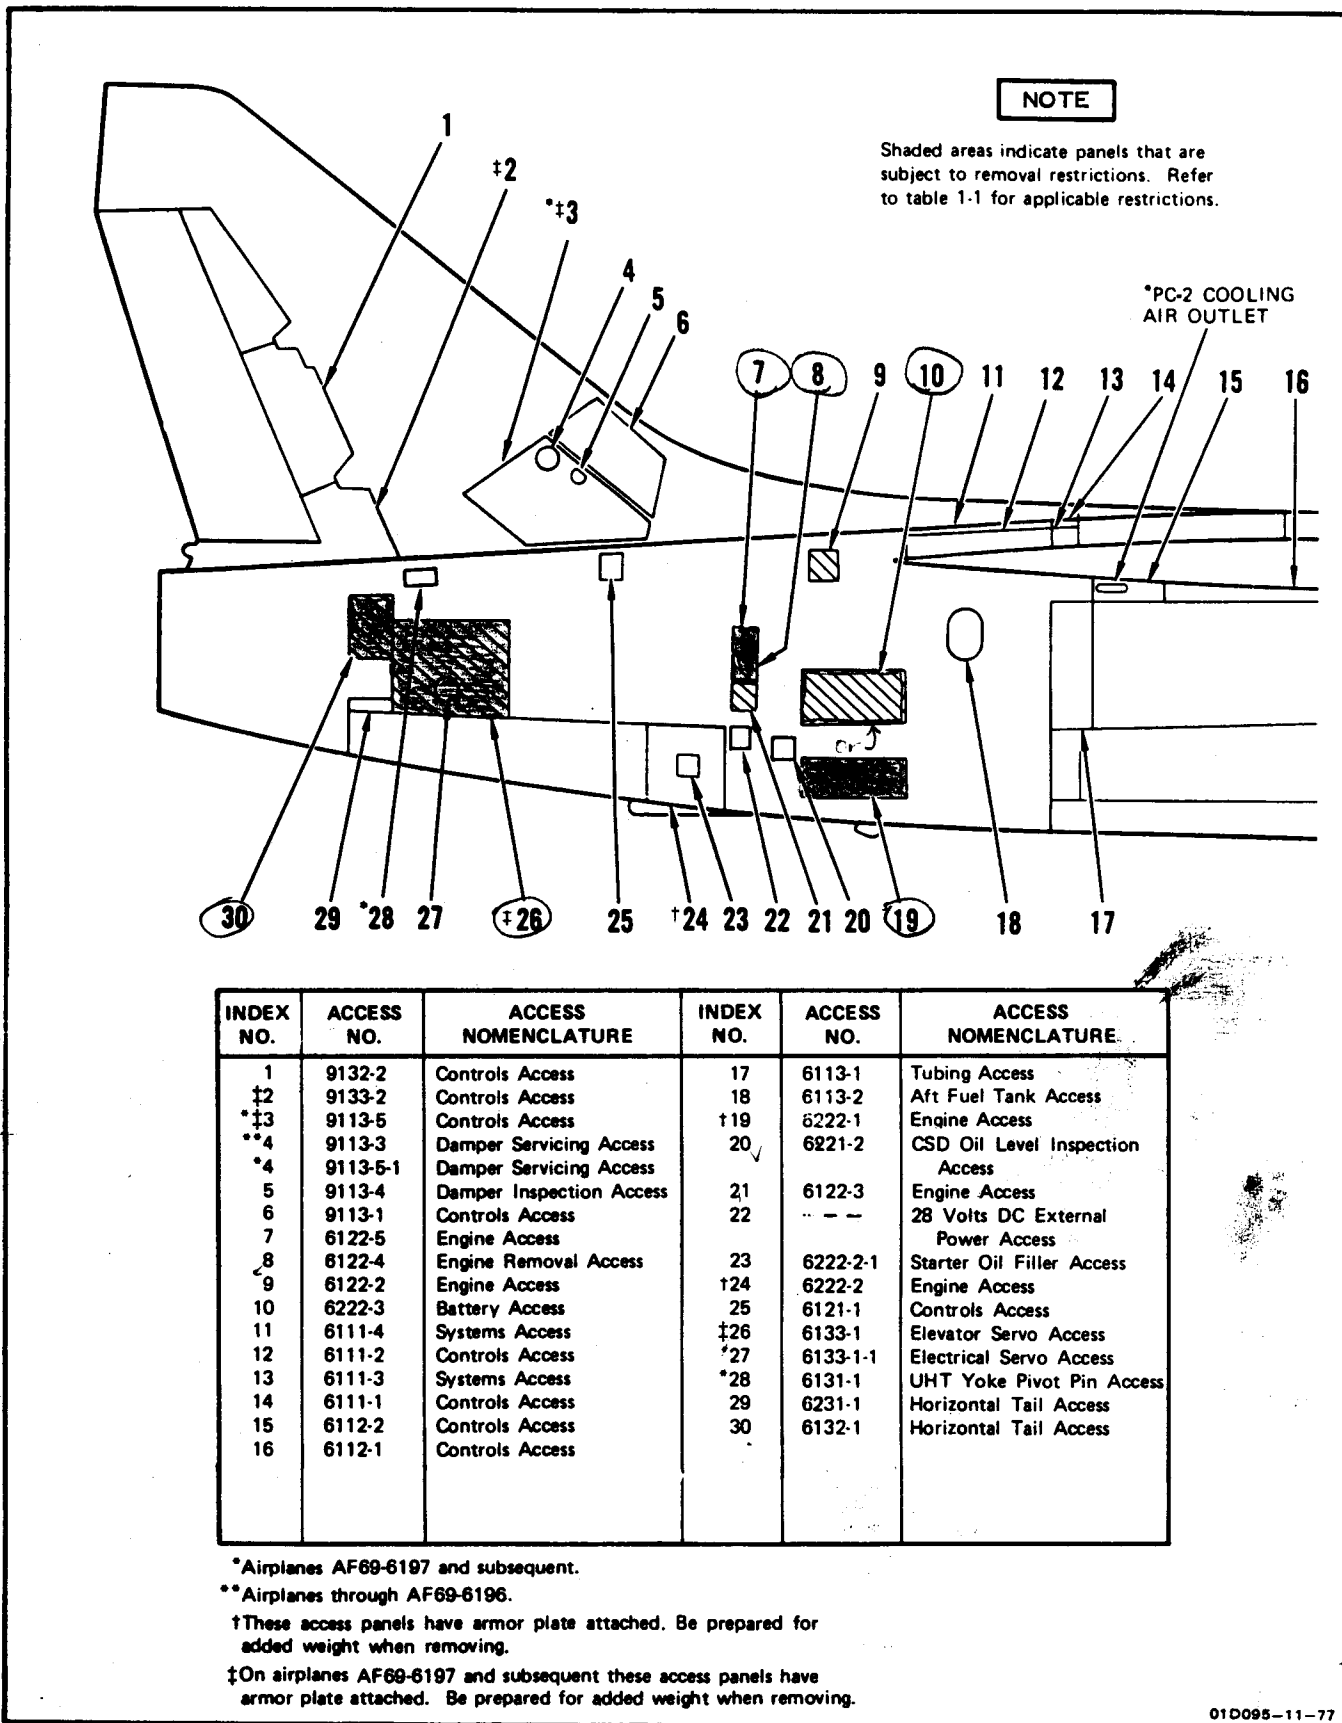 NOTE
Shaded areas indicate panels that are
subject to removal restrictions. Refer
to table 1-1 for applicable restrictions.
1
‡2
*‡3
4
5
6
*PC-2 COOLING
AIR OUTLET
7 8 9 10 11 12 13 14 15 16
or
30 29 *28 27 ‡26 25 †24 23 22 21 20 19 18 17
INDEX NO. ACCESS NO. ACCESS NOMENCLATURE INDEX NO. ACCESS NO. ACCESS NOMENCLATURE
1 9132-2 Controls Access 17 6113-1 Tubing Access
‡2 9133-2 Controls Access 18 6113-2 Aft Fuel Tank Access
*‡3 9113-5 Controls Access †19 6222-1 Engine Access
**4 9113-3 Damper Servicing Access 20 6221-2 CSD Oil Level Inspection
*4 9113-5-1 Damper Servicing Access Access
5 9113-4 Damper Inspection Access 21 6122-3 Engine Access
6 9113-1 Controls Access 22 - - - 28 Volts DC External
7 6122-5 Engine Access Power Access
8 6122-4 Engine Removal Access 23 6222-2-1 Starter Oil Filler Access
9 6122-2 Engine Access †24 6222-2 Engine Access
10 6222-3 Battery Access 25 6121-1 Controls Access
11 6111-4 Systems Access ‡26 6133-1 Elevator Servo Access
12 6111-2 Controls Access *27 6133-1-1 Electrical Servo Access
13 6111-3 Systems Access *28 6131-1 UHT Yoke Pivot Pin Access
14 6111-1 Controls Access 29 6231-1 Horizontal Tail Access
15 6112-2 Controls Access 30 6132-1 Horizontal Tail Access
16 6112-1 Controls Access
*Airplanes AF69-6197 and subsequent.
**Airplanes through AF69-6196.
†These access panels have armor plate attached. Be prepared for
added weight when removing.
‡On airplanes AF69-6197 and subsequent these access panels have
armor plate attached. Be prepared for added weight when removing.
01D095-11-77